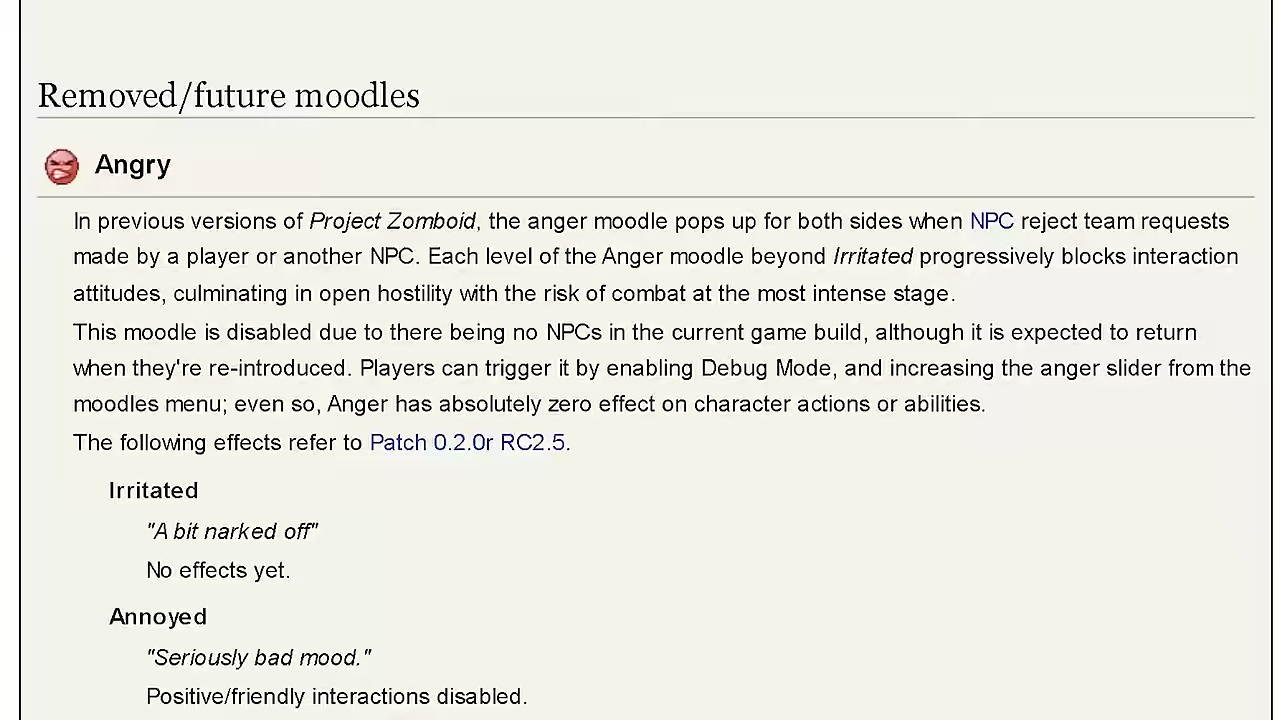 Removed/future moodles
Angry
In previous versions of Project Zomboid, the anger moodle pops up for both sides when NPC reject team requests
made by a player or another NPC. Each level of the Anger moodle beyond Irritated progressively blocks interaction
attitudes, culminating in open hostility with the risk of combat at the most intense stage.
This moodle is disabled due to there being no NPCs in the current game build, although it is expected to return
when they're re-introduced. Players can trigger it by enabling Debug Mode, and increasing the anger slider from the
moodles menu; even so, Anger has absolutely zero effect on character actions or abilities.
The following effects refer to Patch 0.2.0r RC2.5.
Irritated
"A bit narked off"
No effects yet.
Annoyed
"Seriously bad mood."
Positive/friendly interactions disabled.